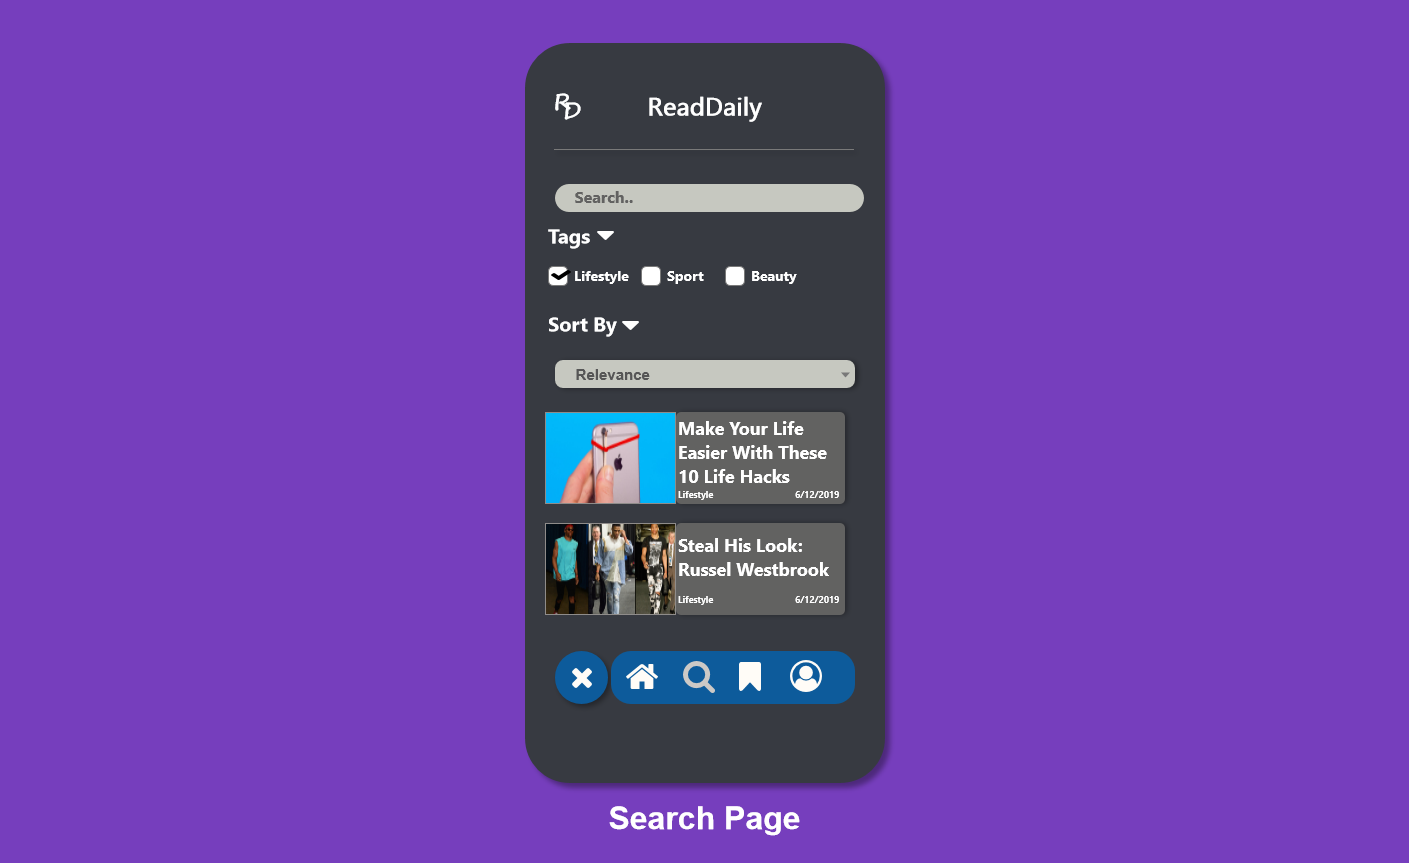 RD
ReadDaily
Search..
Tags
Lifestyle Sport Beauty
Sort By
Relevance
Make Your Life
Easier With These
10 Life Hacks
Lifestyle 6/12/2019
Steal His Look:
Russel Westbrook
Lifestyle 6/12/2019
Search Page